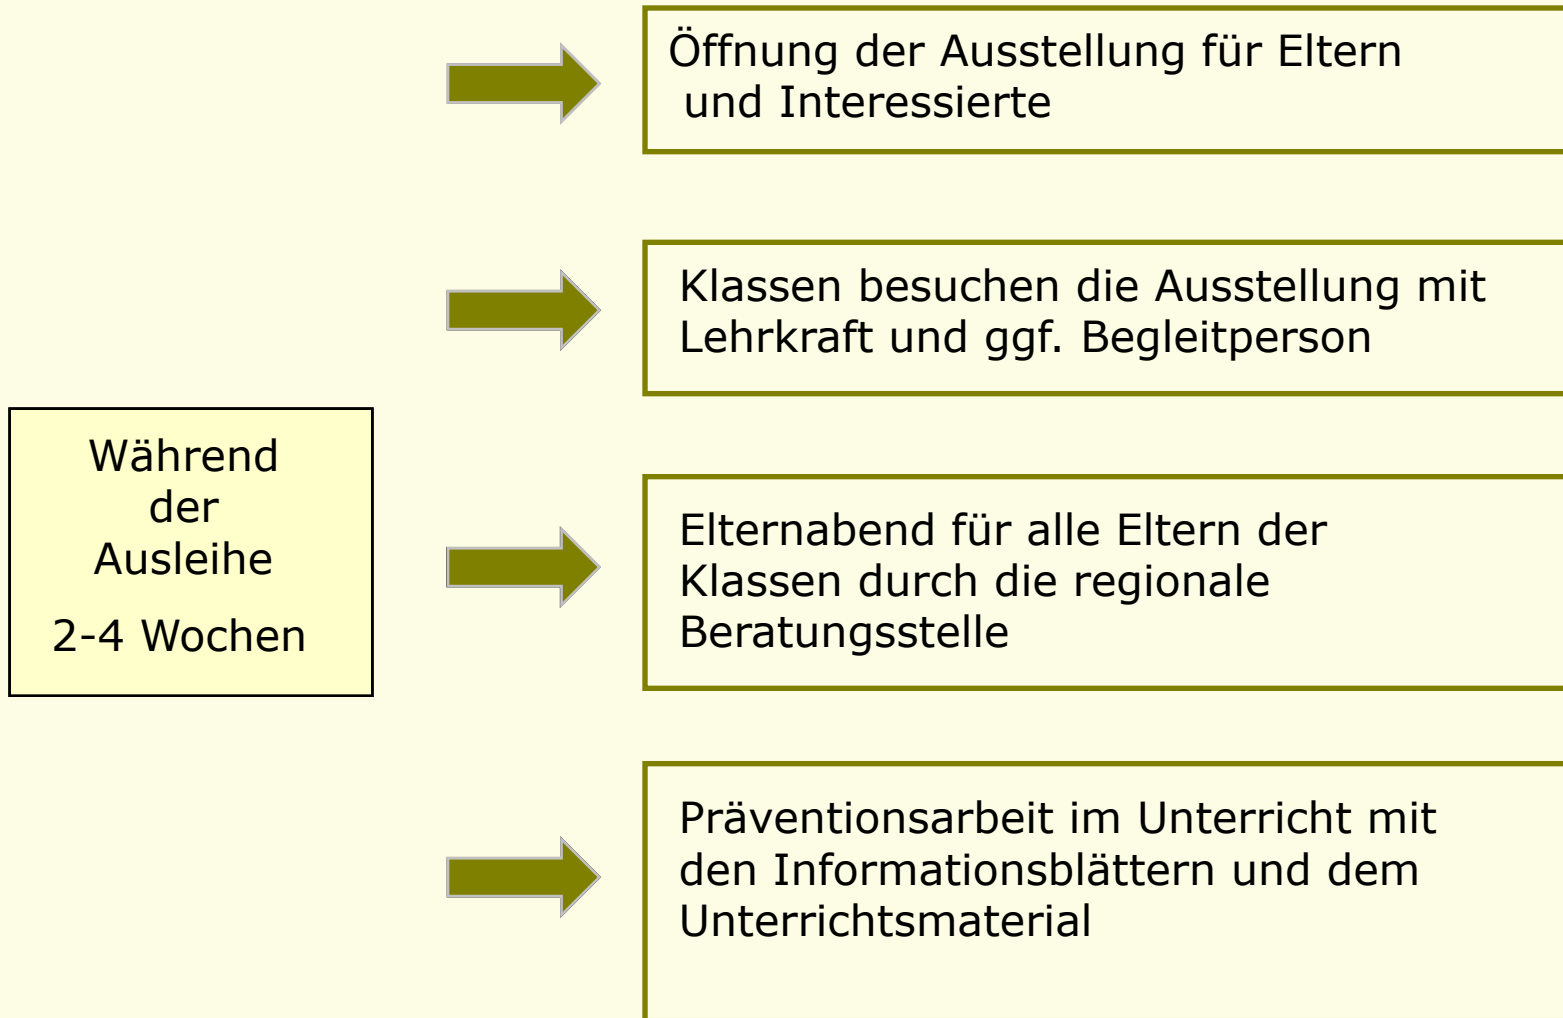 Öffnung der Ausstellung für Eltern
und Interessierte
Klassen besuchen die Ausstellung mit
Lehrkraft und ggf. Begleitperson
Während
der
Ausleihe
2-4 Wochen
Elternabend für alle Eltern der
Klassen durch die regionale
Beratungsstelle
Präventionsarbeit im Unterricht mit
den Informationsblättern und dem
Unterrichtsmaterial